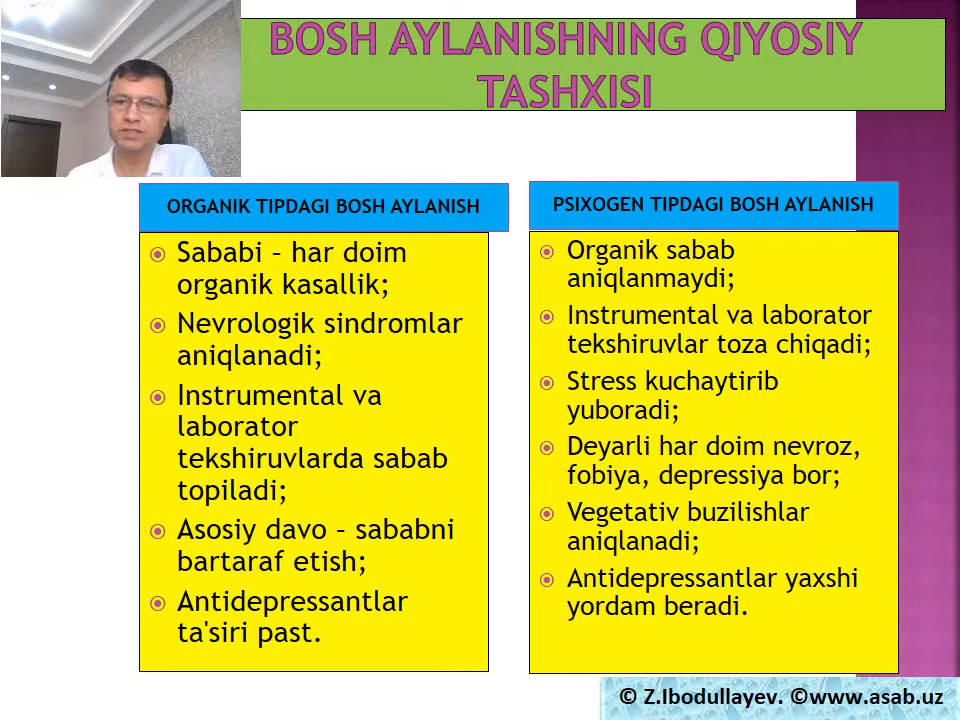 BOSH AYLANISHNING QIYOSIY
TASHXISI
ORGANIK TIPDAGI BOSH AYLANISH
Sababi – har doim
organik kasallik;
Nevrologik sindromlar
aniqlanadi;
Instrumental va
laborator
tekshiruvlarda sabab
topiladi;
Asosiy davo – sababni
bartaraf etish;
Antidepressantlar
ta'siri past.
PSIXOGEN TIPDAGI BOSH AYLANISH
Organik sabab
aniqlanmaydi;
Instrumental va laborator
tekshiruvlar toza chiqadi;
Stress kuchaytirib
yuboradi;
Deyarli har doim nevroz,
fobiya, depressiya bor;
Vegetativ buzilishlar
aniqlanadi;
Antidepressantlar yaxshi
yordam beradi.
© Z.Ibodullayev. ©www.asab.uz